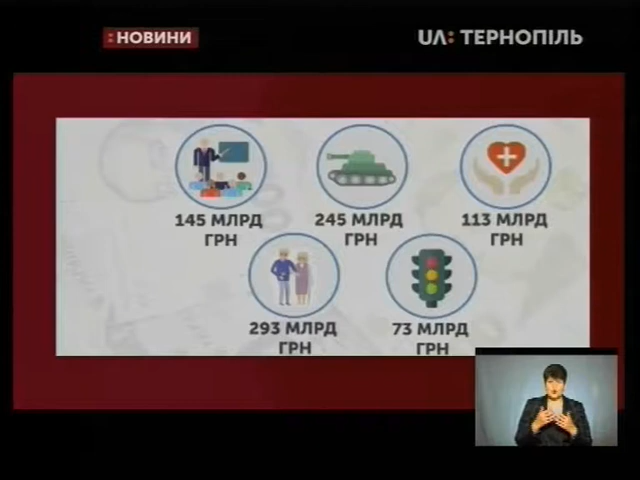 :НОВИНИ
UA: ТЕРНОПІЛЬ
145 МЛРД
ГРН
245 МЛРД
ГРН
113 МЛРД
ГРН
293 МЛРД
ГРН
73 МЛРД
ГРН